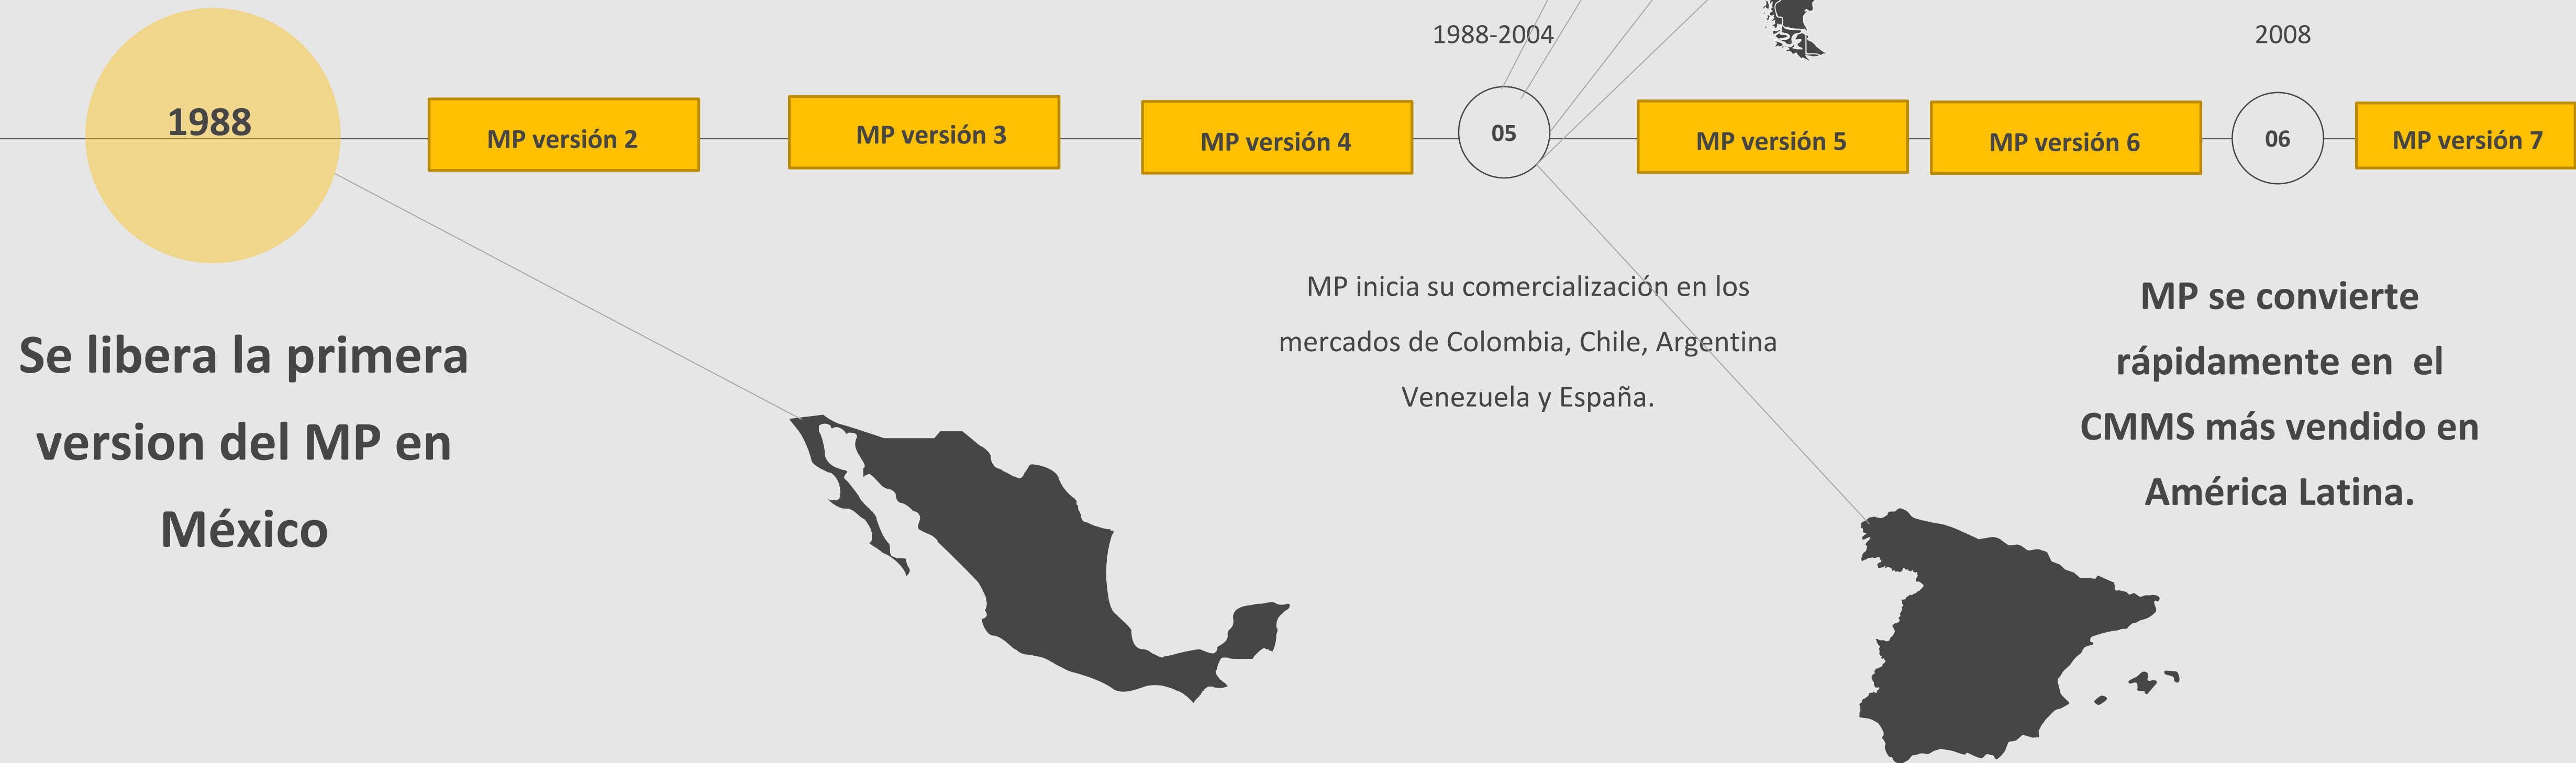 1988-2004
2008
1988
MP versión 2
MP versión 3
MP versión 4
05
MP versión 5
MP versión 6
06
MP versión 7
Se libera la primera
version del MP en
México
MP inicia su comercialización en los
mercados de Colombia, Chile, Argentina
Venezuela y España.
MP se convierte
rápidamente en  el
CMMS más vendido en
América Latina.